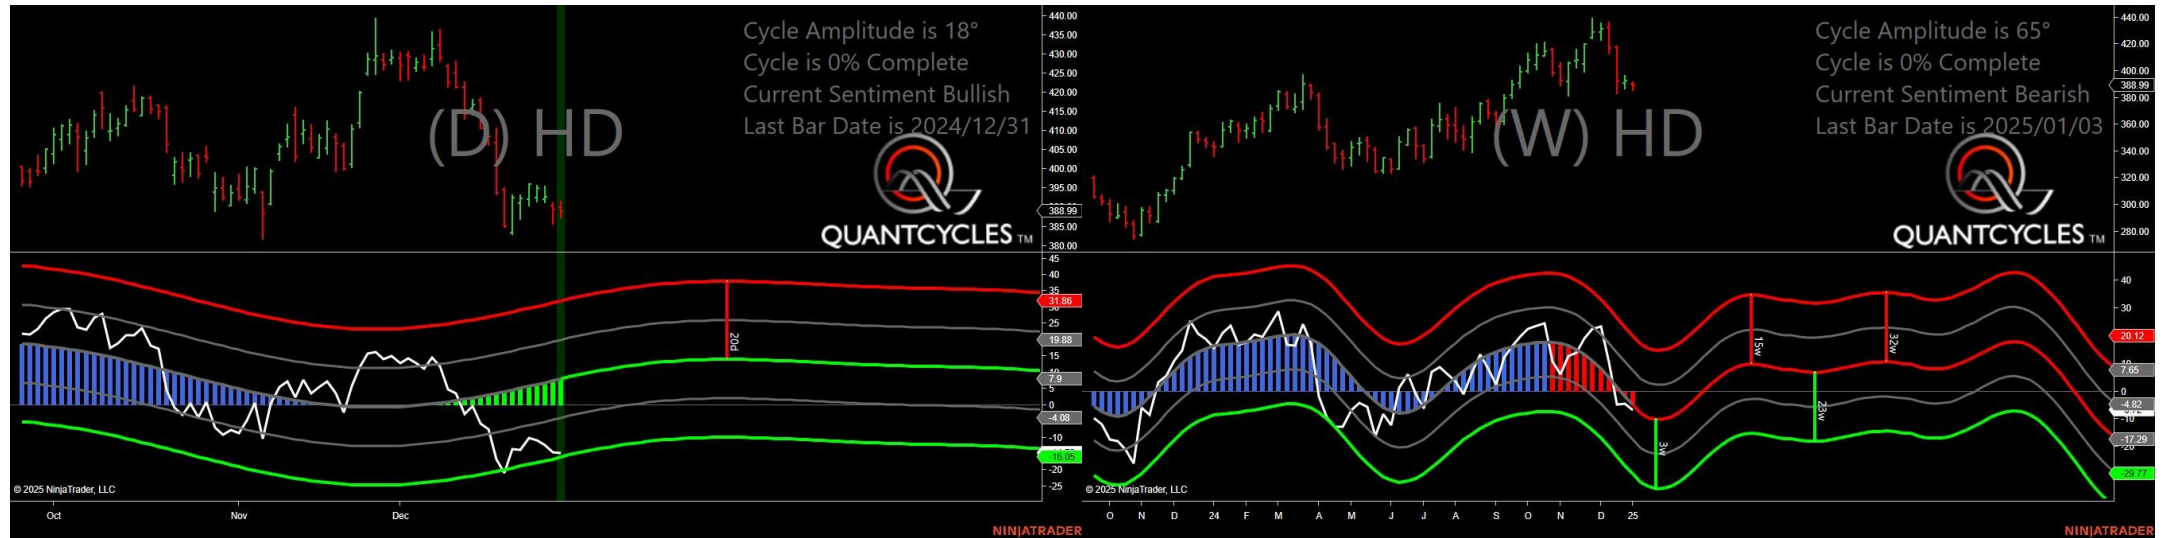 Cycle Amplitude is 18°
Cycle is 0% Complete
Current Sentiment Bullish
Last Bar Date is 2024/12/31
(D) HD
QUANTCYCLES TM
440.00
435.00
430.00
425.00
420.00
415.00
410.00
405.00
400.00
395.00
388.99
385.00
380.00
45
40
35
31.86
30
25
19.88
15
10
7.9
5
0
-4.08
-10
-16.05
-20
-25
20d
© 2025 NinjaTrader, LLC
Oct Nov Dec
NINJATRADER
Cycle Amplitude is 65°
Cycle is 0% Complete
Current Sentiment Bearish
Last Bar Date is 2025/01/03
(W) HD
QUANTCYCLES TM
440.00
420.00
400.00
388.99
380.00
360.00
340.00
320.00
300.00
280.00
40
30
20.12
10
7.65
0
-4.82
-10
-17.29
-20
-29.77
3w
15w
23w
32w
© 2025 NinjaTrader, LLC
O N D 24 F M A M J J A S O N D 25
NINJATRADER